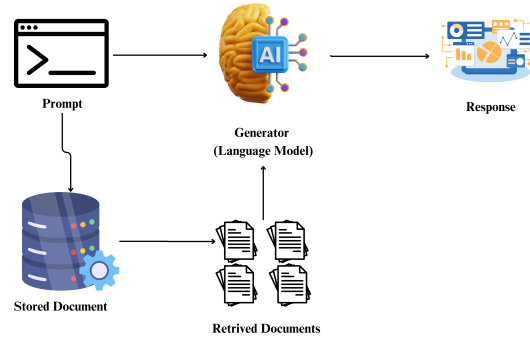 AI
Prompt
Generator
(Language Model)
Response
Stored Document
Retrived Documents